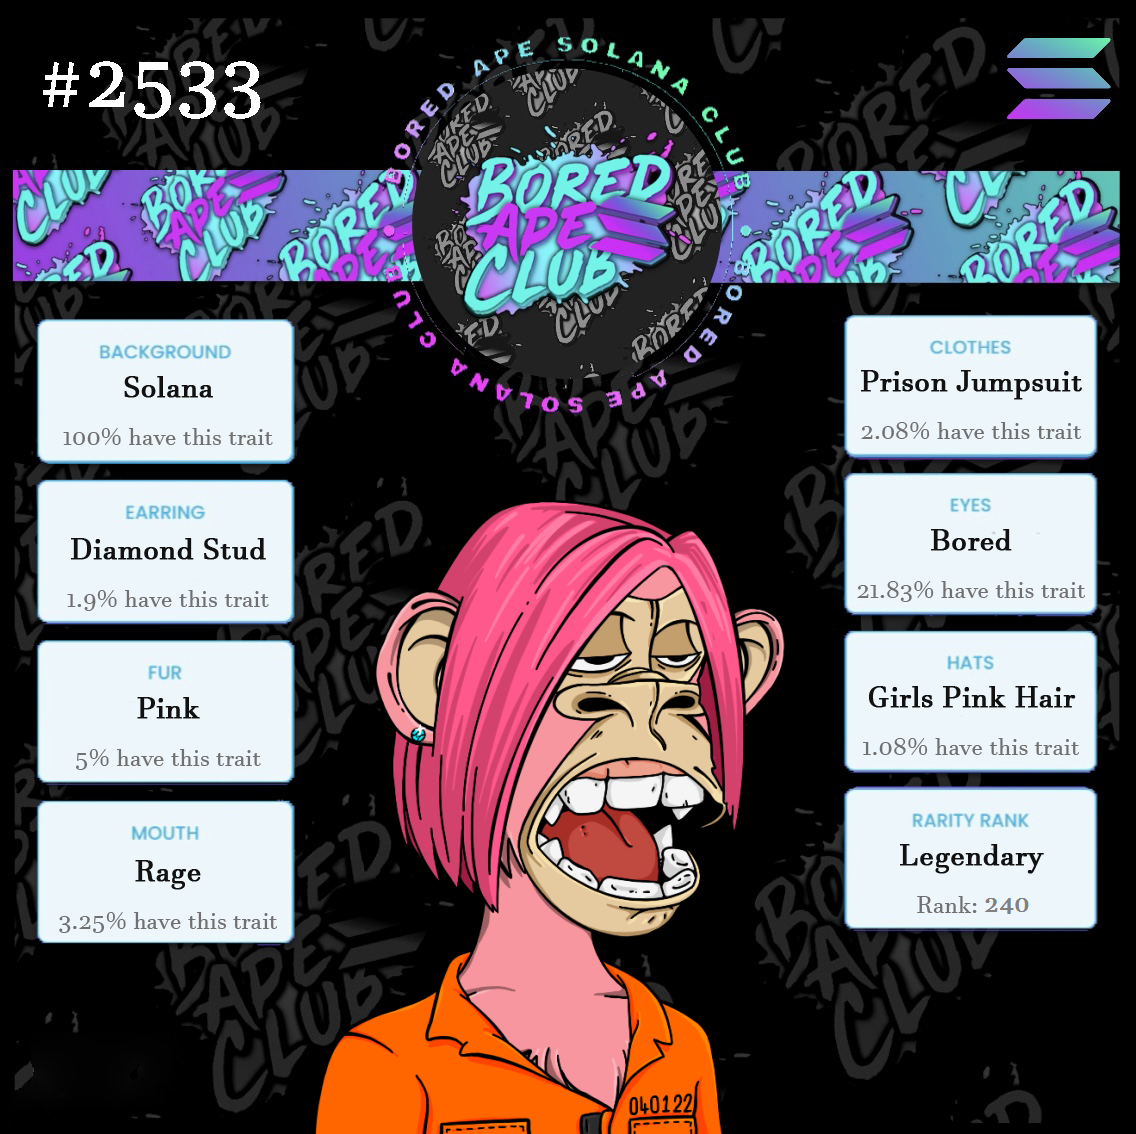 #2533
BORED APE SOLANA CLUB
BORED APE SOLANA CLUB
BORED
APE
CLUB
BACKGROUND
Solana
100% have this trait
EARRING
Diamond Stud
1.9% have this trait
FUR
Pink
5% have this trait
MOUTH
Rage
3.25% have this trait
CLOTHES
Prison Jumpsuit
2.08% have this trait
EYES
Bored
21.83% have this trait
HATS
Girls Pink Hair
1.08% have this trait
RARITY RANK
Legendary
Rank: 240
040122